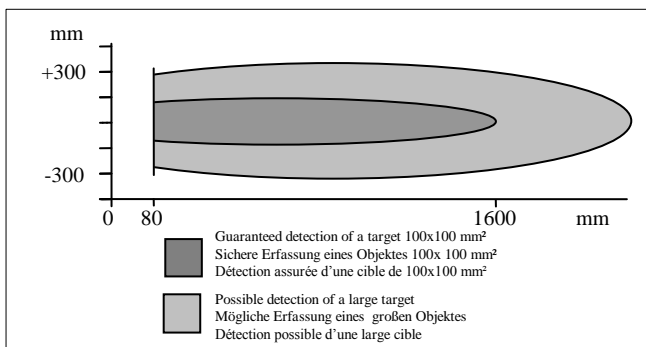 mm
+300
-300
0 80 1600 mm
Guaranteed detection of a target 100x100 mm²
Sichere Erfassung eines Objektes 100x 100 mm²
Détection assurée d’une cible de 100x100 mm²
Possible detection of a large target
Mögliche Erfassung eines großen Objektes
Détection possible d’une large cible